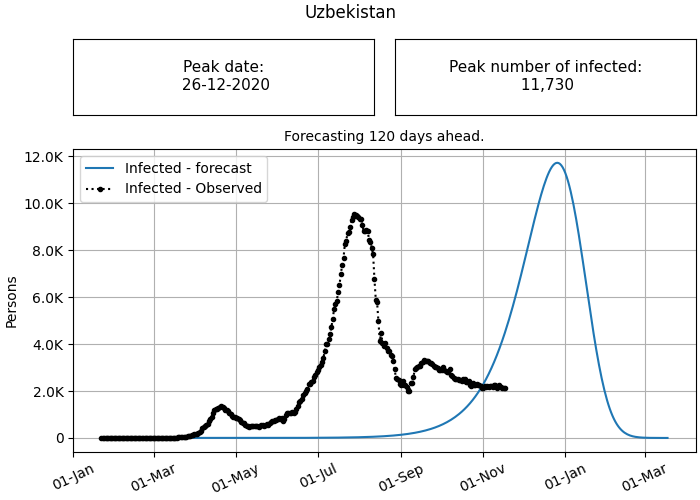 Uzbekistan
Peak date:
26-12-2020
Peak number of infected:
11,730
Forecasting 120 days ahead.
Infected - forecast
Infected - Observed
Persons
12.0K
10.0K
8.0K
6.0K
4.0K
2.0K
0
01-Jan
01-Mar
01-May
01-Jul
01-Sep
01-Nov
01-Jan
01-Mar